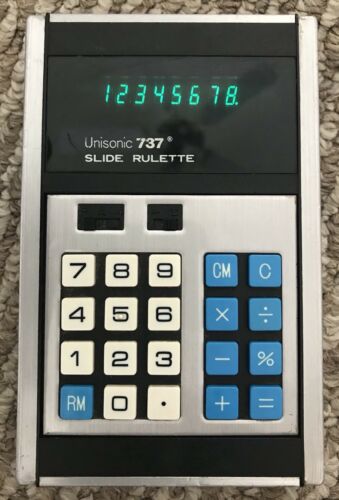 12345678.
Unisonic 737®
SLIDE RULETTE
7 8 9 CM C
4 5 6 × ÷
1 2 3 − %
RM 0 . + =